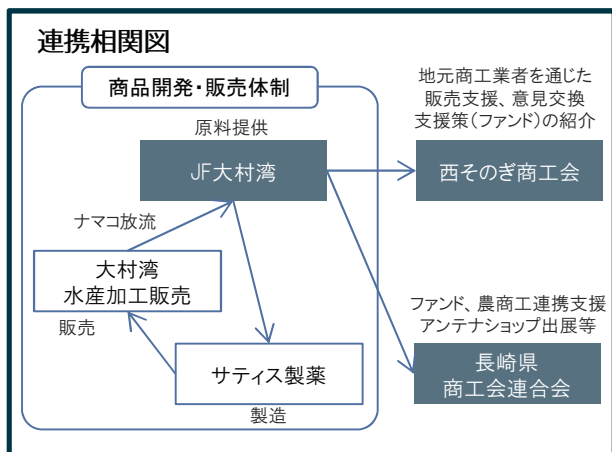 連携相関図
商品開発・販売体制
原料提供
JF大村湾
ナマコ放流
大村湾
水産加工販売
販売
サティス製薬
製造
地元商工業者を通じた
販売支援、意見交換
支援策(ファンド)の紹介
西そのぎ商工会
ファンド、農商工連携支援
アンテナショップ出展等
長崎県
商工会連合会